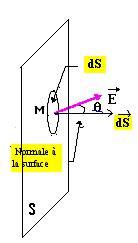 dS
M
E
θ
dS
Normale à
la surface
S